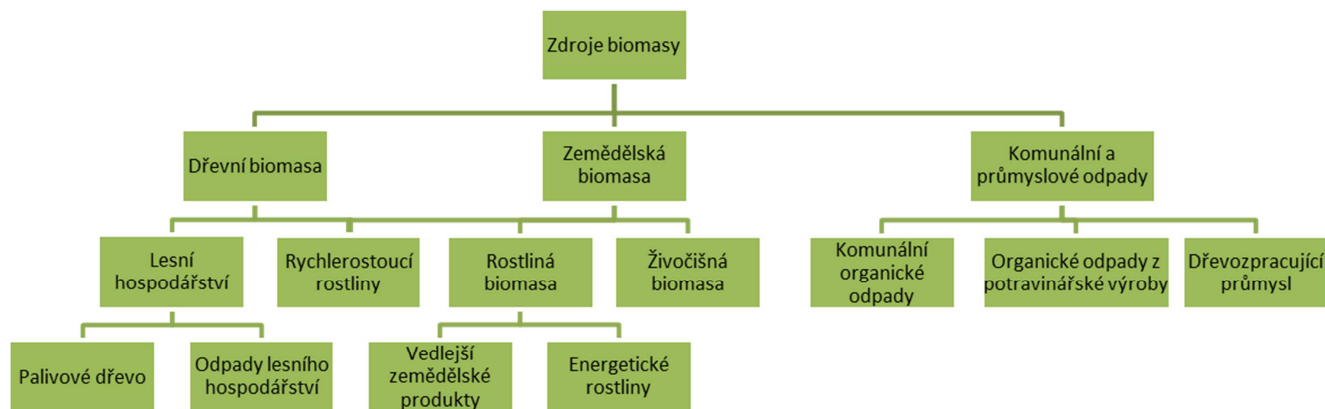 Zdroje biomasy
Dřevní biomasa
Zemědělská
biomasa
Komunální a
průmyslové odpady
Lesní
hospodářství
Rychlerostoucí
rostliny
Rostliná
biomasa
Živočišná
biomasa
Komunální
organické
odpady
Organické odpady z
potravinářské výroby
Dřevozpracující
průmysl
Palivové dřevo
Odpady lesního
hospodářství
Vedlejší
zemědělské
produkty
Energetické
rostliny